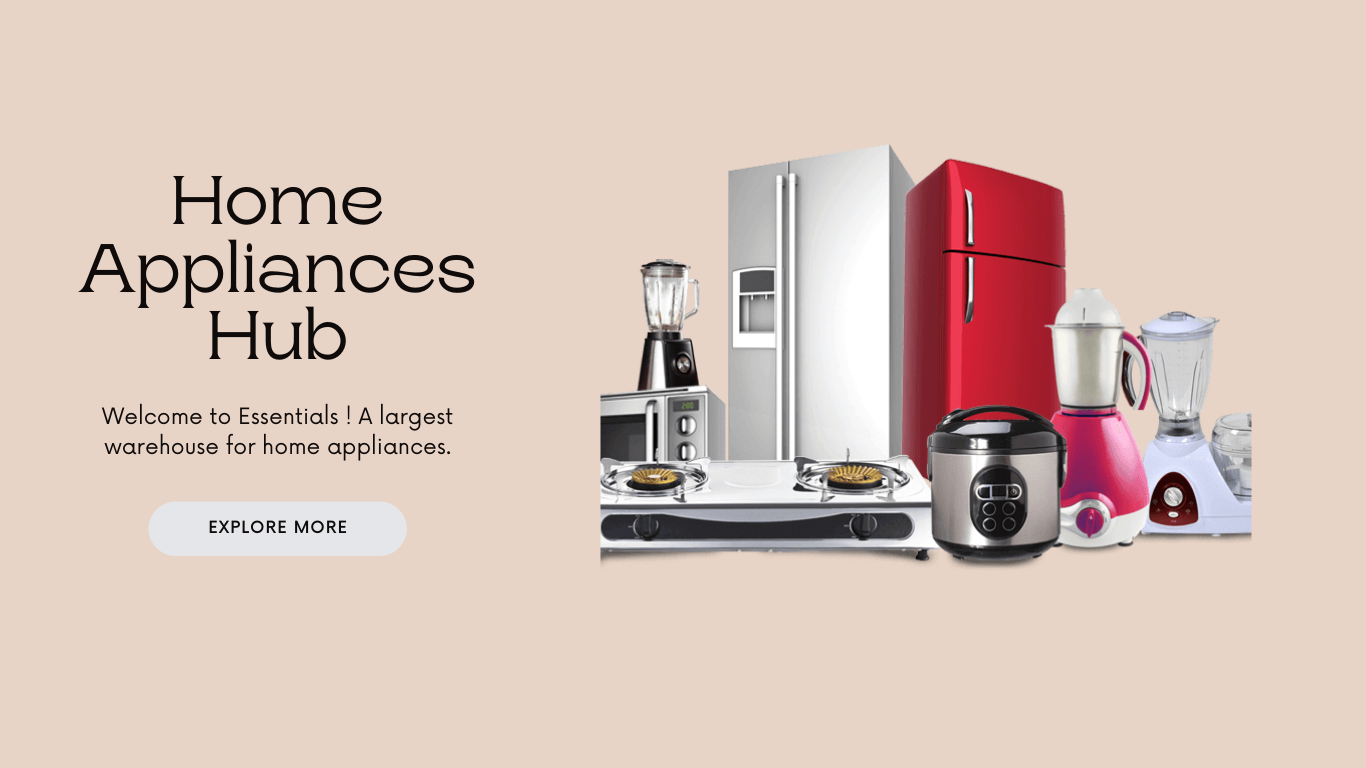 Home
Appliances
Hub
Welcome to Essentials ! A largest
warehouse for home appliances.
EXPLORE MORE